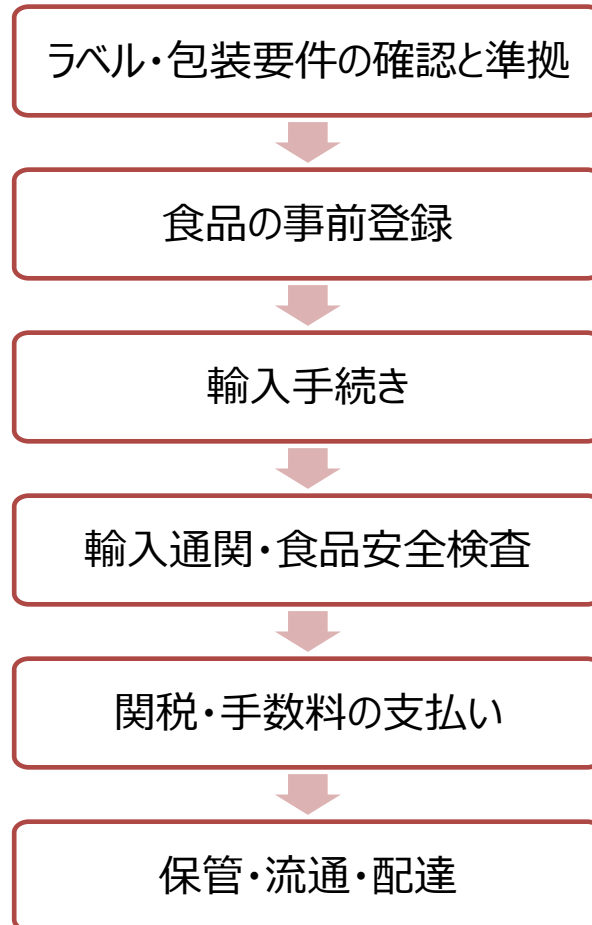 ラベル・包装要件の確認と準拠
食品の事前登録
輸入手続き
輸入通関・食品安全検査
関税・手数料の支払い
保管・流通・配達